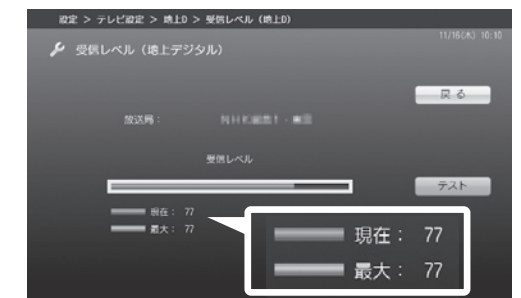 設定 > テレビ設定 > 地上D > 受信レベル（地上D）
11/16(木) 10:10
受信レベル（地上デジタル）
戻る
放送局：
受信レベル
テスト
現在： 77
最大： 77
現在： 77
最大： 77